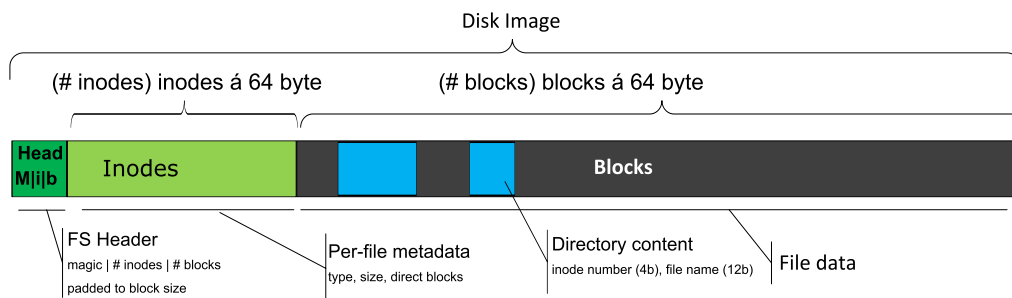 Disk Image
(# inodes) inodes á 64 byte
(# blocks) blocks á 64 byte
Head
M|i|b
Inodes
Blocks
FS Header
magic | # inodes | # blocks
padded to block size
Per-file metadata
type, size, direct blocks
Directory content
inode number (4b), file name (12b)
File data